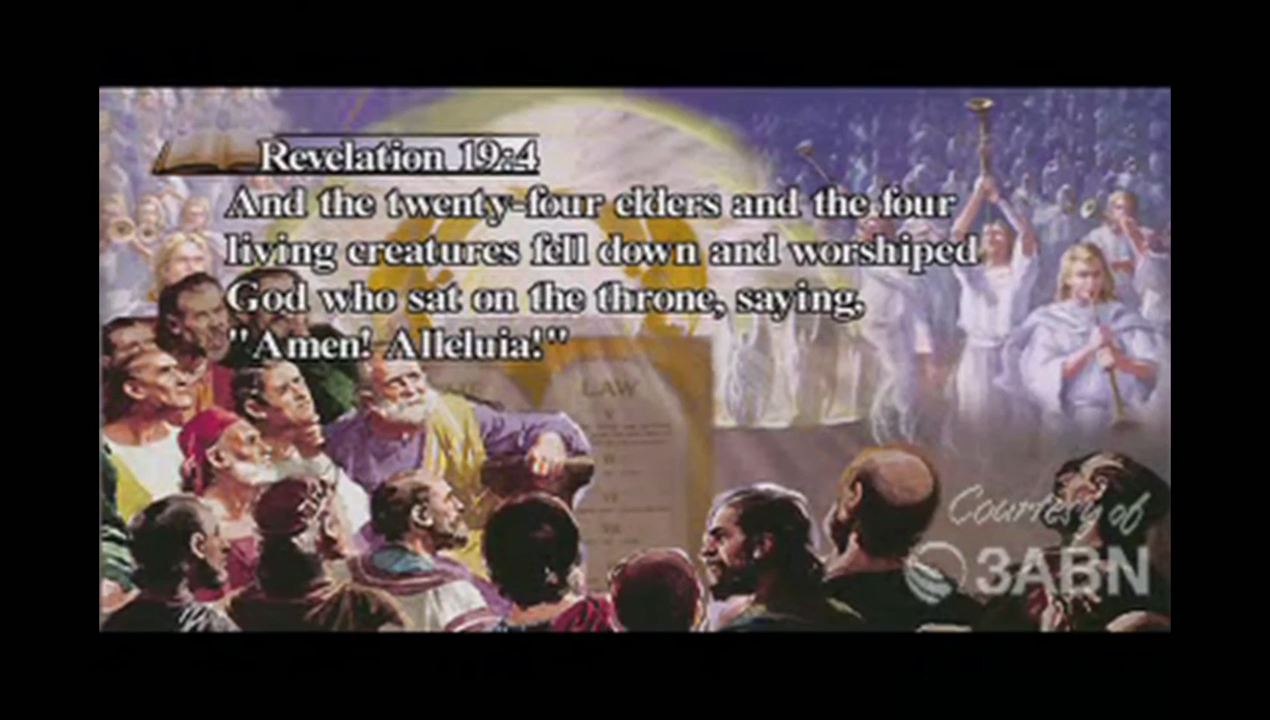 Revelation 19:4
And the twenty-four elders and the four
living creatures fell down and worshiped
God who sat on the throne, saying,
"Amen! Alleluia!"
LAW
Courtesy of
3ABN